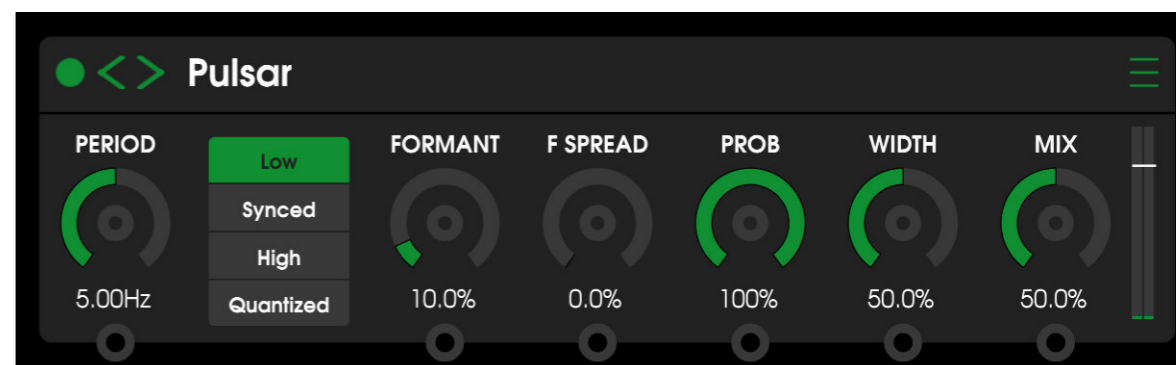 Pulsar
PERIOD FORMANT F SPREAD PROB WIDTH MIX
Low
Synced
High
Quantized
5.00Hz 10.0% 0.0% 100% 50.0% 50.0%